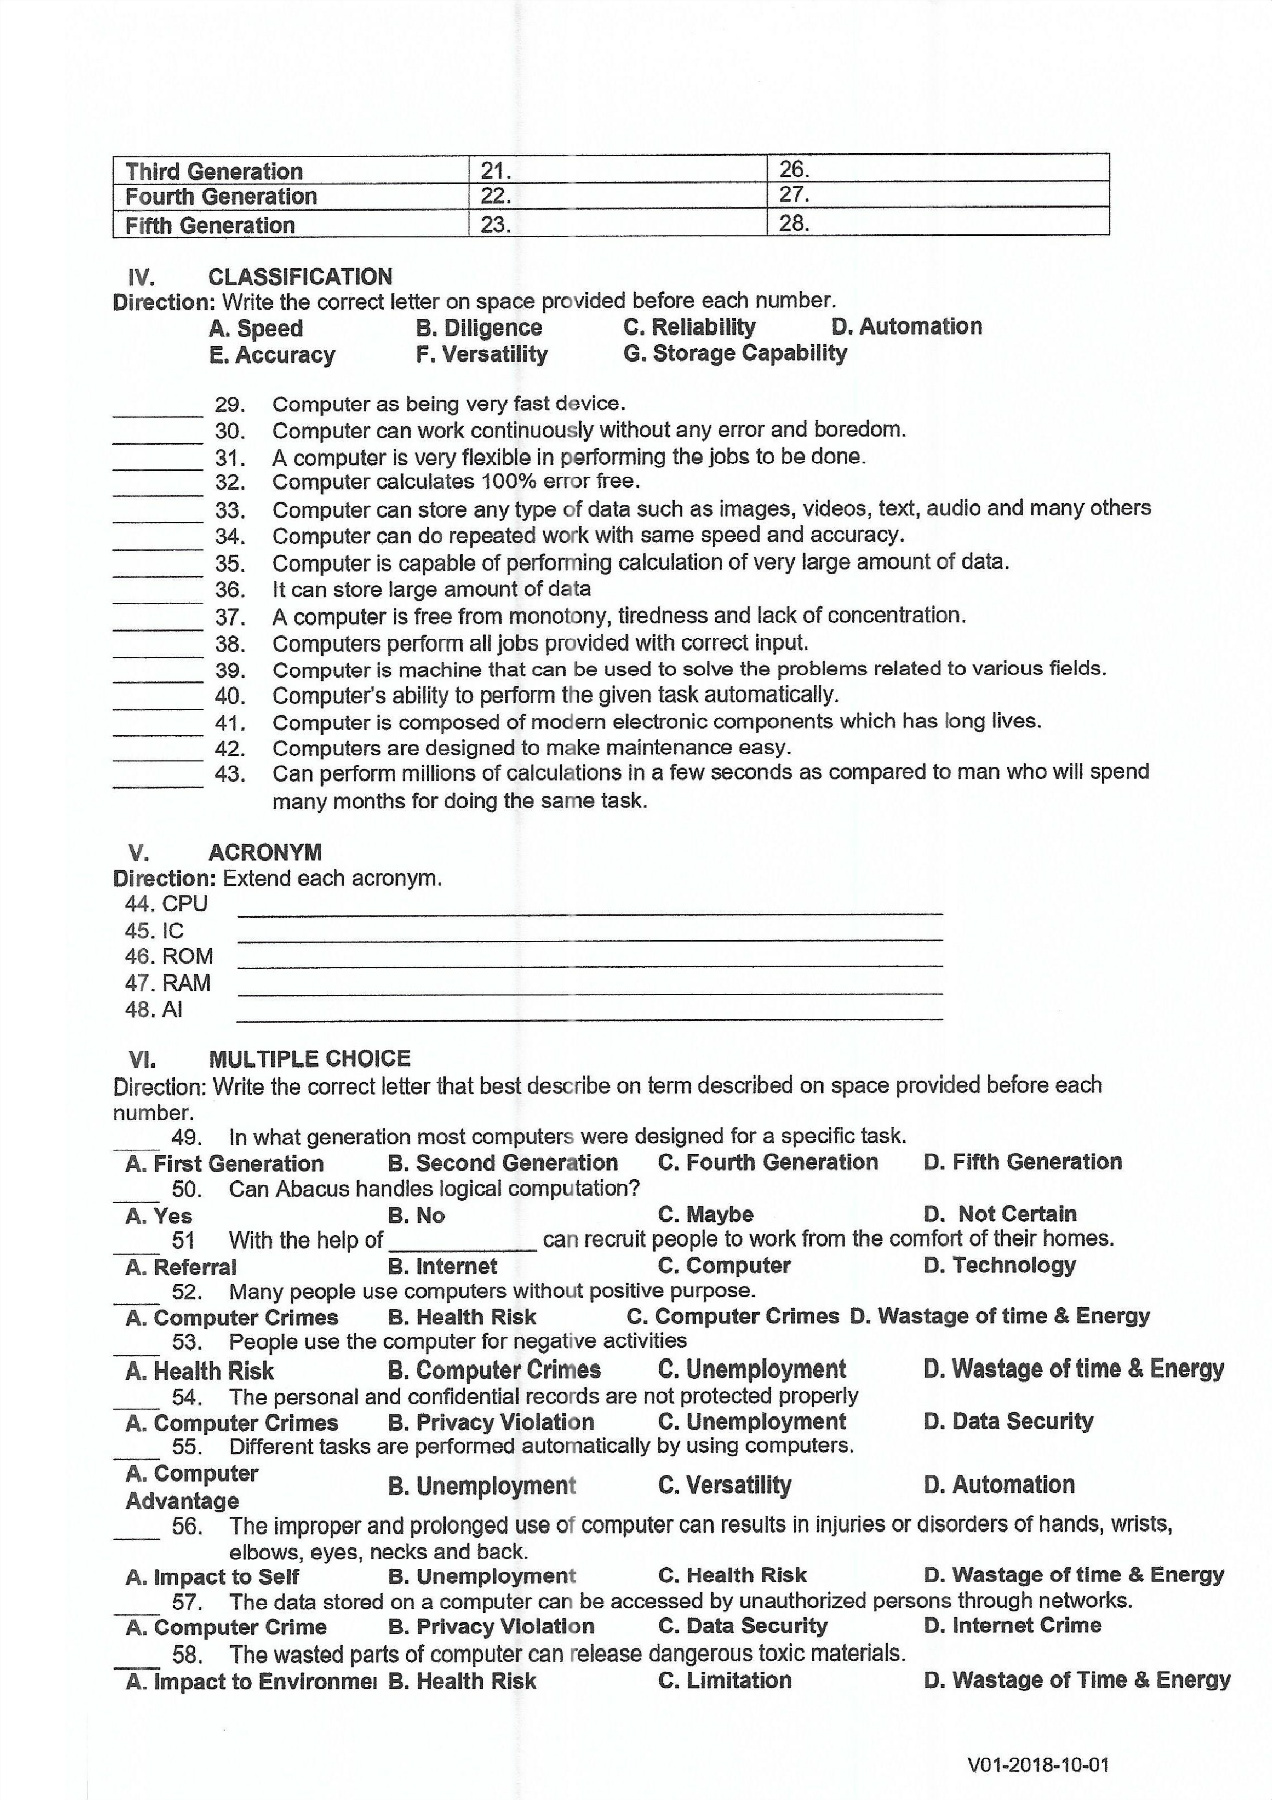 Third Generation 21. 26.
Fourth Generation 22. 27.
Fifth Generation 23. 28.
IV. CLASSIFICATION
Direction: Write the correct letter on space provided before each number.
A. Speed B. Diligence C. Reliability D. Automation
E. Accuracy F. Versatility G. Storage Capability
_______ 29. Computer as being very fast device.
_______ 30. Computer can work continuously without any error and boredom.
_______ 31. A computer is very flexible in performing the jobs to be done.
_______ 32. Computer calculates 100% error free.
_______ 33. Computer can store any type of data such as images, videos, text, audio and many others
_______ 34. Computer can do repeated work with same speed and accuracy.
_______ 35. Computer is capable of performing calculation of very large amount of data.
_______ 36. It can store large amount of data
_______ 37. A computer is free from monotony, tiredness and lack of concentration.
_______ 38. Computers perform all jobs provided with correct input.
_______ 39. Computer is machine that can be used to solve the problems related to various fields.
_______ 40. Computer's ability to perform the given task automatically.
_______ 41. Computer is composed of modern electronic components which has long lives.
_______ 42. Computers are designed to make maintenance easy.
_______ 43. Can perform millions of calculations in a few seconds as compared to man who will spend
many months for doing the same task.
V. ACRONYM
Direction: Extend each acronym.
44. CPU
45. IC
46. ROM
47. RAM
48. AI
VI. MULTIPLE CHOICE
Direction: Write the correct letter that best describe on term described on space provided before each
number.
____ 49. In what generation most computers were designed for a specific task.
A. First Generation B. Second Generation C. Fourth Generation D. Fifth Generation
____ 50. Can Abacus handles logical computation?
A. Yes B. No C. Maybe D. Not Certain
____ 51 With the help of ____________ can recruit people to work from the comfort of their homes.
A. Referral B. Internet C. Computer D. Technology
____ 52. Many people use computers without positive purpose.
A. Computer Crimes B. Health Risk C. Computer Crimes D. Wastage of time & Energy
____ 53. People use the computer for negative activities
A. Health Risk B. Computer Crimes C. Unemployment D. Wastage of time & Energy
____ 54. The personal and confidential records are not protected properly
A. Computer Crimes B. Privacy Violation C. Unemployment D. Data Security
____ 55. Different tasks are performed automatically by using computers.
A. Computer
Advantage B. Unemployment C. Versatility D. Automation
____ 56. The improper and prolonged use of computer can results in injuries or disorders of hands, wrists,
elbows, eyes, necks and back.
A. Impact to Self B. Unemployment C. Health Risk D. Wastage of time & Energy
____ 57. The data stored on a computer can be accessed by unauthorized persons through networks.
A. Computer Crime B. Privacy Violation C. Data Security D. Internet Crime
____ 58. The wasted parts of computer can release dangerous toxic materials.
A. Impact to Environmei B. Health Risk C. Limitation D. Wastage of Time & Energy
V01-2018-10-01